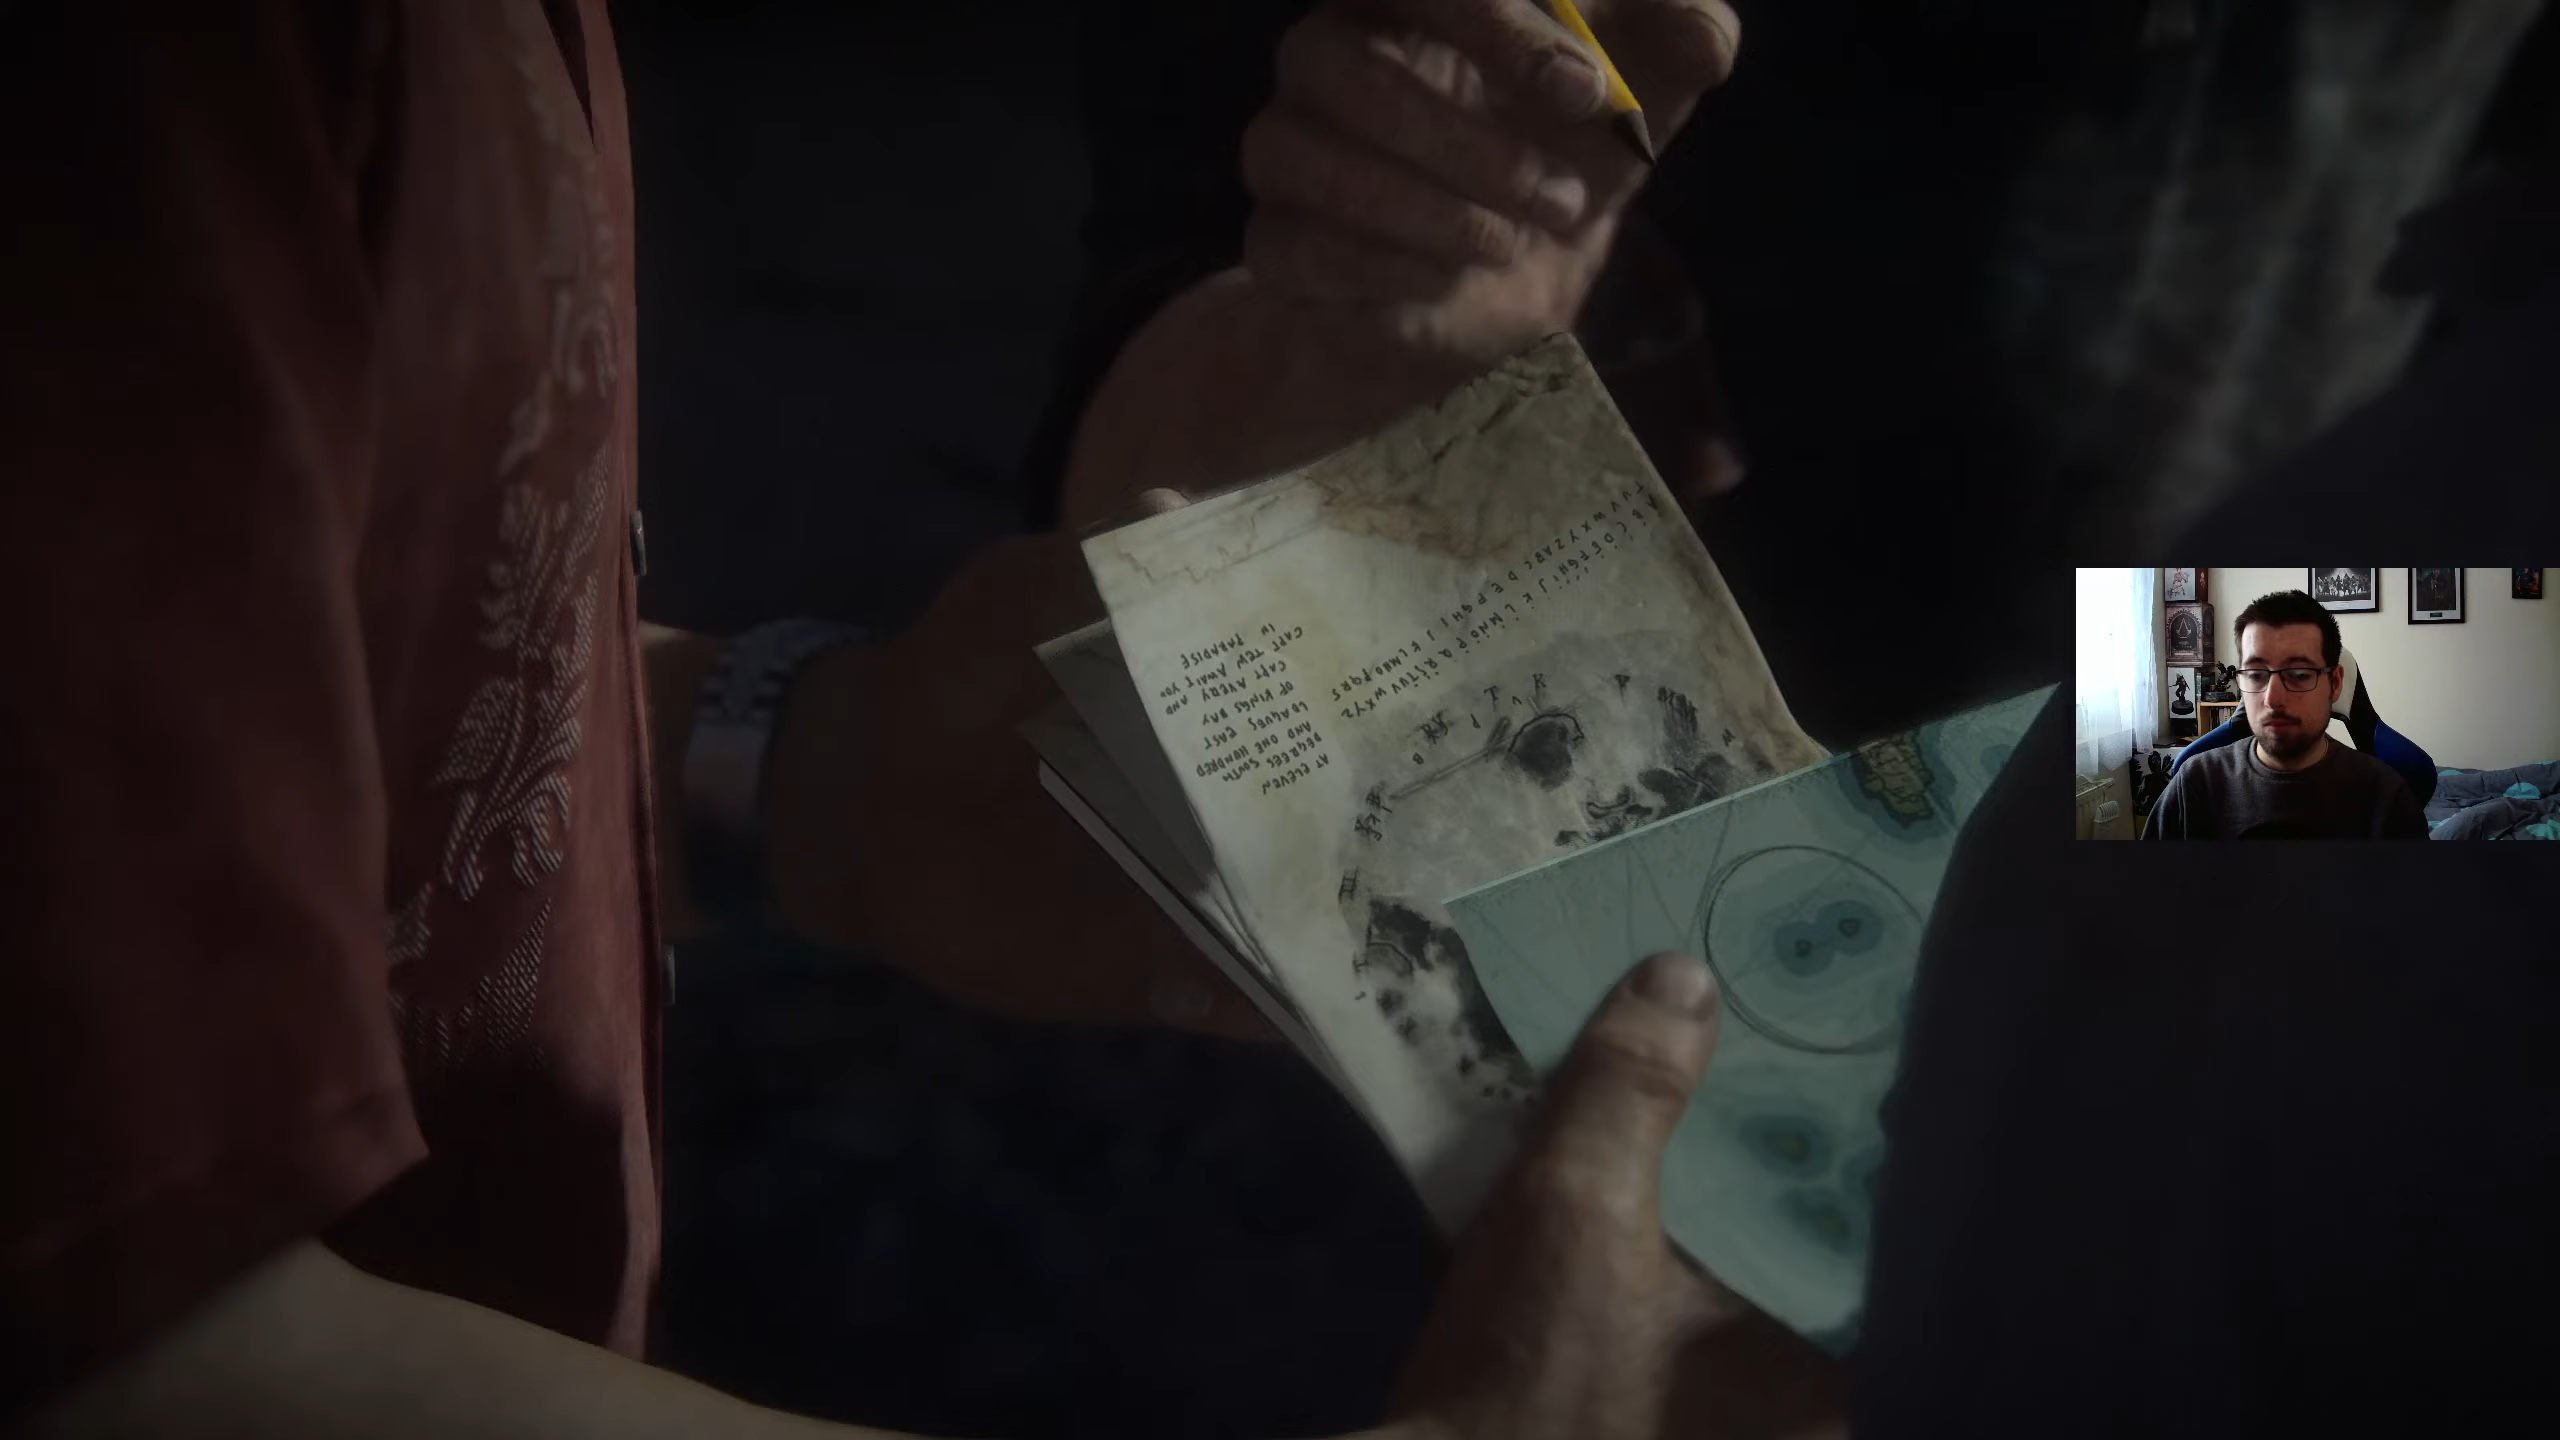 A B C D E F G H I J K L M N O P Q R S T U V W X Y Z
T U V W X Y Z A B C D E F G H I J K L M N O P Q R S
AT ELEVEN
DEGREES SOUTH
AND ONE HUNDRED
LEAGUES EAST
OF KINGS BAY
CAPT AVERY AND
CAPT TEW AWAIT YOU
IN PARADISE